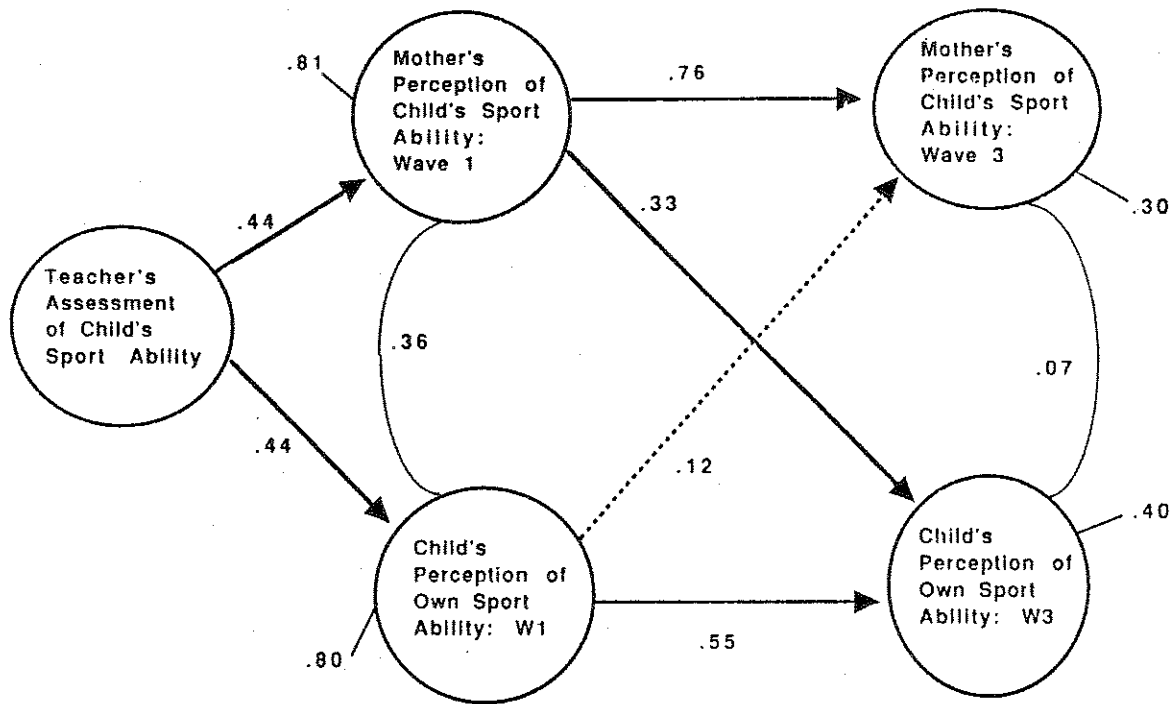 .81
Mother's
Perception of
Child's Sport
Ability:
Wave 1
.76
Mother's
Perception of
Child's Sport
Ability:
Wave 3
.30
.44
.33
Teacher's
Assessment
of Child's
Sport Ability
.36
.07
.44
.12
Child's
Perception of
Own Sport
Ability: W1
.80
.55
Child's
Perception of
Own Sport
Ability: W3
.40